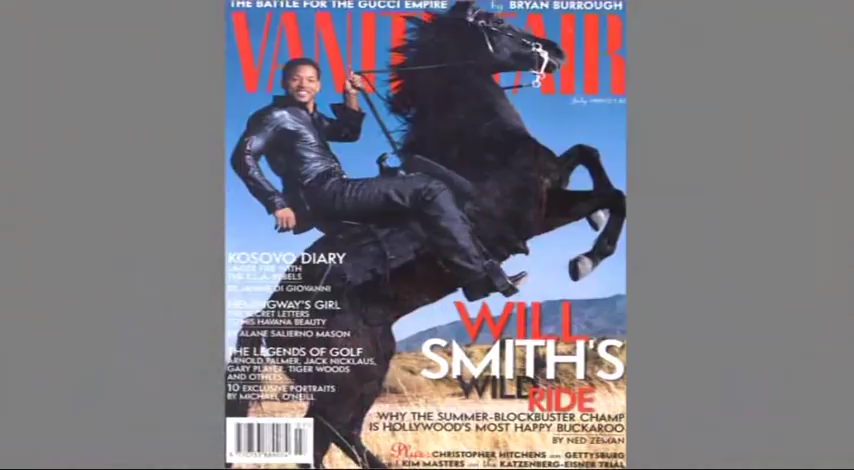 THE BATTLE FOR THE GUCCI EMPIRE by BRYAN BURROUGH
VANITY FAIR
July
KOSOVO DIARY
UNDER FIRE WITH
THE K.L.A. REBELS
BY JANINE DI GIOVANNI
HEMINGWAY'S GIRL
THE SECRET LETTERS
TO HIS HAVANA BEAUTY
BY ALANE SALIERNO MASON
THE LEGENDS OF GOLF
ARNOLD PALMER, JACK NICKLAUS,
GARY PLAYER, TIGER WOODS
AND OTHERS
10 EXCLUSIVE PORTRAITS
BY MICHAEL O'NEILL
WILL
SMITH'S
WILD
RIDE
WHY THE SUMMER-BLOCKBUSTER CHAMP
IS HOLLYWOOD'S MOST HAPPY BUCKAROO
BY NED ZEMAN
Plus: CHRISTOPHER HITCHENS on GETTYSBURG
KIM MASTERS on the KATZENBERG-EISNER TRIAL